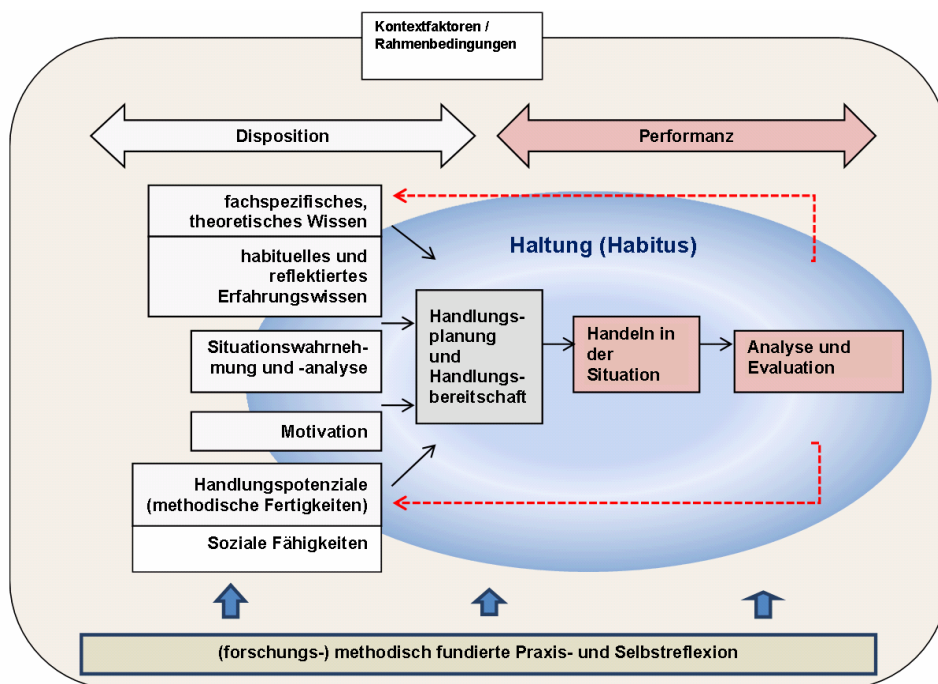 Kontextfaktoren /
Rahmenbedingungen
Disposition
Performanz
fachspezifisches,
theoretisches Wissen
habituelles und
reflektiertes
Erfahrungswissen
Situationswahrneh-
mung und -analyse
Motivation
Handlungspotenziale
(methodische Fertigkeiten)
Soziale Fähigkeiten
Haltung (Habitus)
Handlungs-
planung
und
Handlungs-
bereitschaft
Handeln in
der
Situation
Analyse und
Evaluation
(forschungs-) methodisch fundierte Praxis- und Selbstreflexion